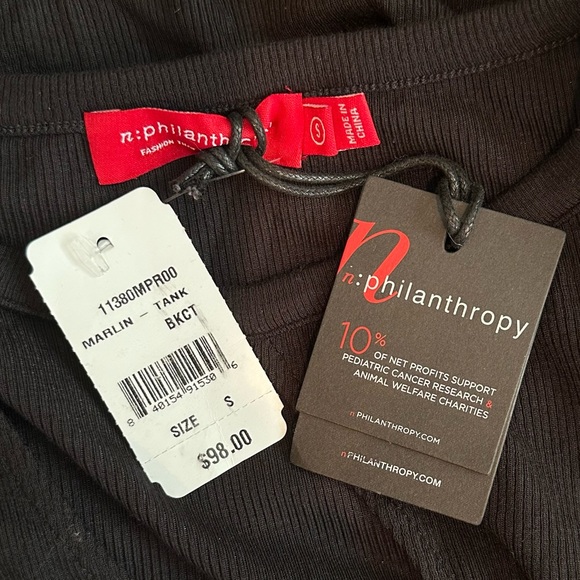 n:philanthropy
FASHION
S
MADE IN
CHINA
11380MPR00
MARLIN - TANK
BKCT
8 40154 91530 6
SIZE S
$98.00
n
n:philanthropy
10%
OF NET PROFITS SUPPORT
PEDIATRIC CANCER RESEARCH &
ANIMAL WELFARE CHARITIES
nPHILANTHROPY.COM
nPHILANTHROPY.COM